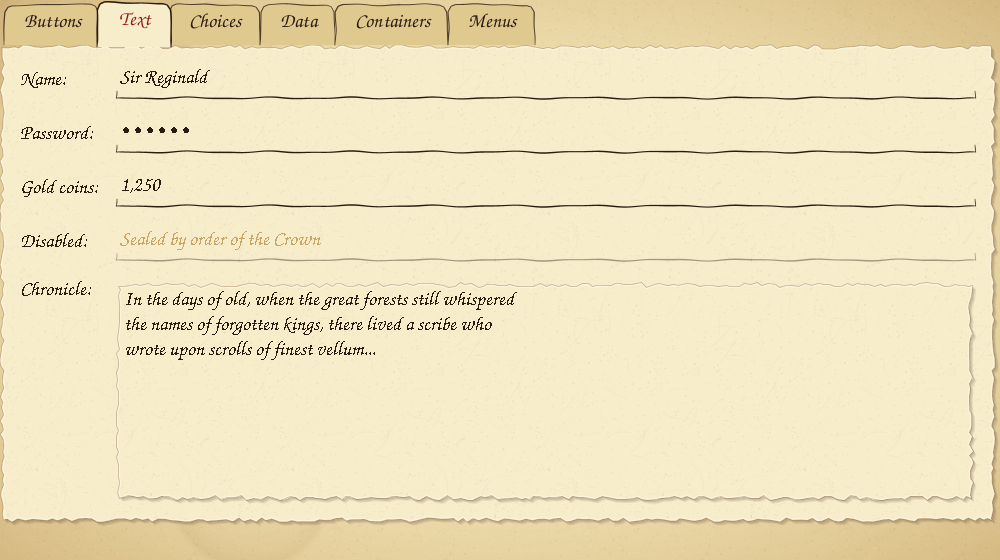 Buttons Text Choices Data Containers Menus
Name: Sir Reginald
Password: ••••••
Gold coins: 1,250
Disabled: Sealed by order of the Crown
Chronicle: In the days of old, when the great forests still whispered
the names of forgotten kings, there lived a scribe who
wrote upon scrolls of finest vellum...